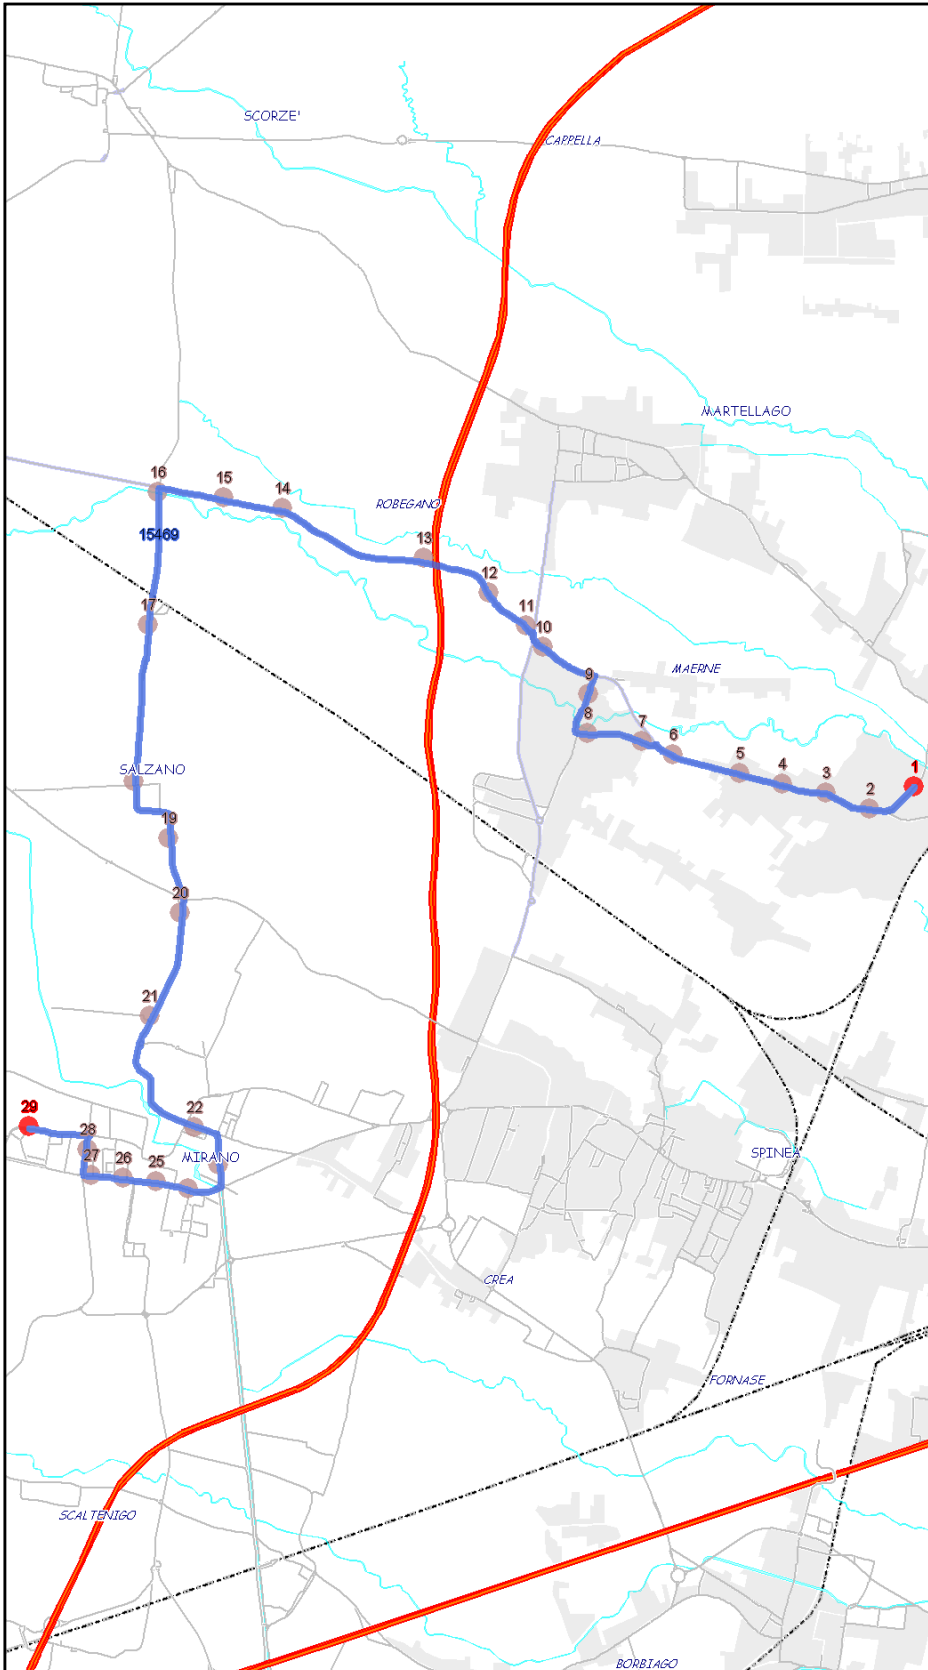 SCORZE'
CAPPELLA
MARTELLAGO
16
15
14
ROBEGANO
15469
13
12
11
10
17
MAERNE
9
8
7
6
5
4
3
2
1
SALZANO
19
20
21
29
28
22
27
26
25
MIRANO
SPINEA
CREA
FORNASE
SCALTENIGO
BORBIAGO